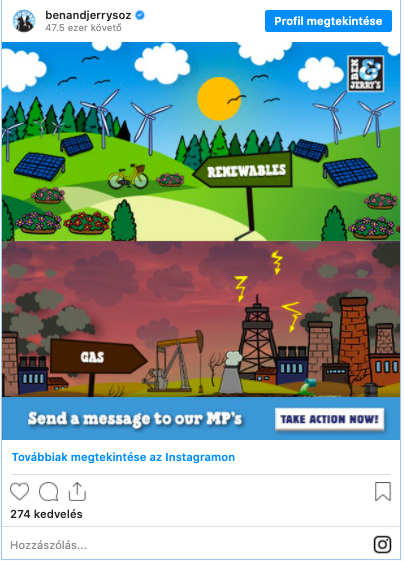 benandjerrysoz
47.5 ezer követő
Profil megtekintése
BEN
&
JERRY'S
RENEWABLES
GAS
Send a message to our MP's
TAKE ACTION NOW!
Továbbiak megtekintése az Instagramon
274 kedvelés
Hozzászólás...